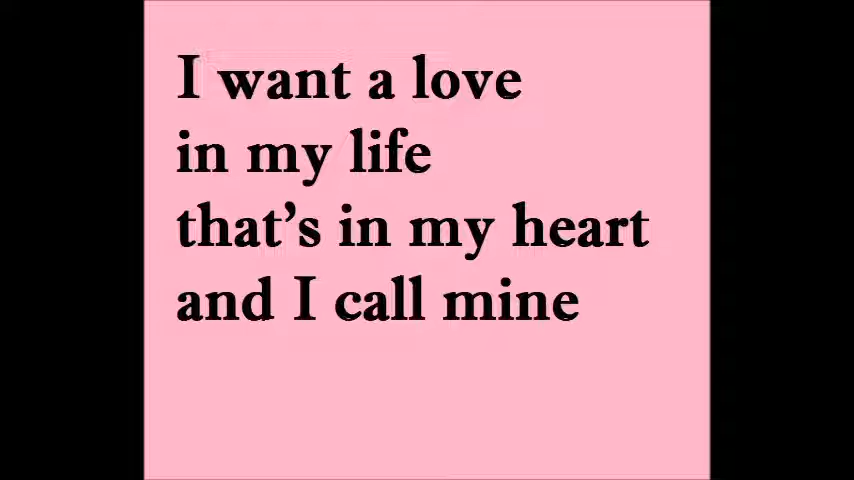 I want a love
in my life
that’s in my heart
and I call mine